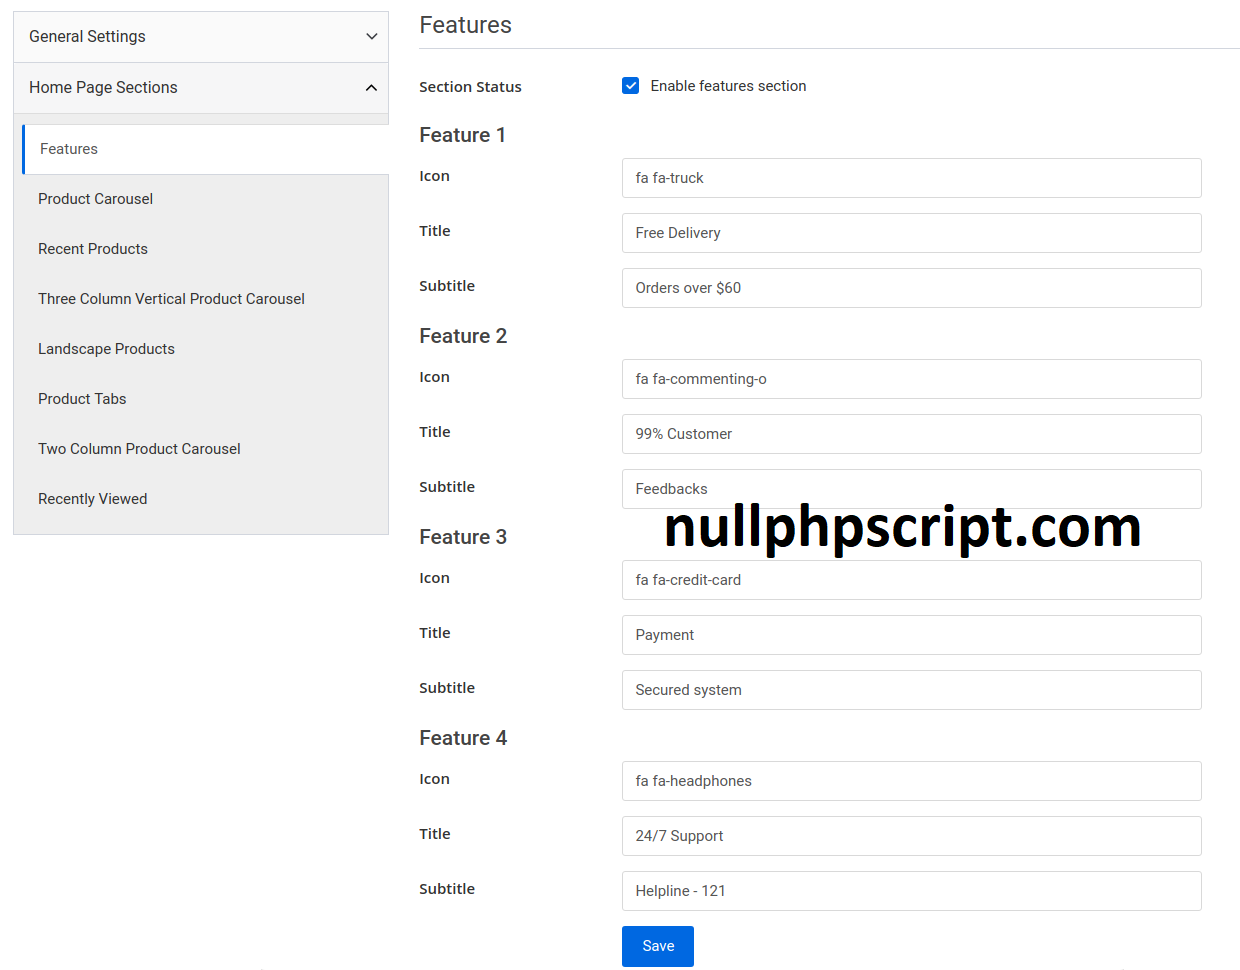 General Settings
Home Page Sections
Features
Product Carousel
Recent Products
Three Column Vertical Product Carousel
Landscape Products
Product Tabs
Two Column Product Carousel
Recently Viewed
Features
Section Status
Enable features section
Feature 1
Icon
fa fa-truck
Title
Free Delivery
Subtitle
Orders over $60
Feature 2
Icon
fa fa-commenting-o
Title
99% Customer
Subtitle
Feedbacks
nullphpscript.com
Feature 3
Icon
fa fa-credit-card
Title
Payment
Subtitle
Secured system
Feature 4
Icon
fa fa-headphones
Title
24/7 Support
Subtitle
Helpline - 121
Save